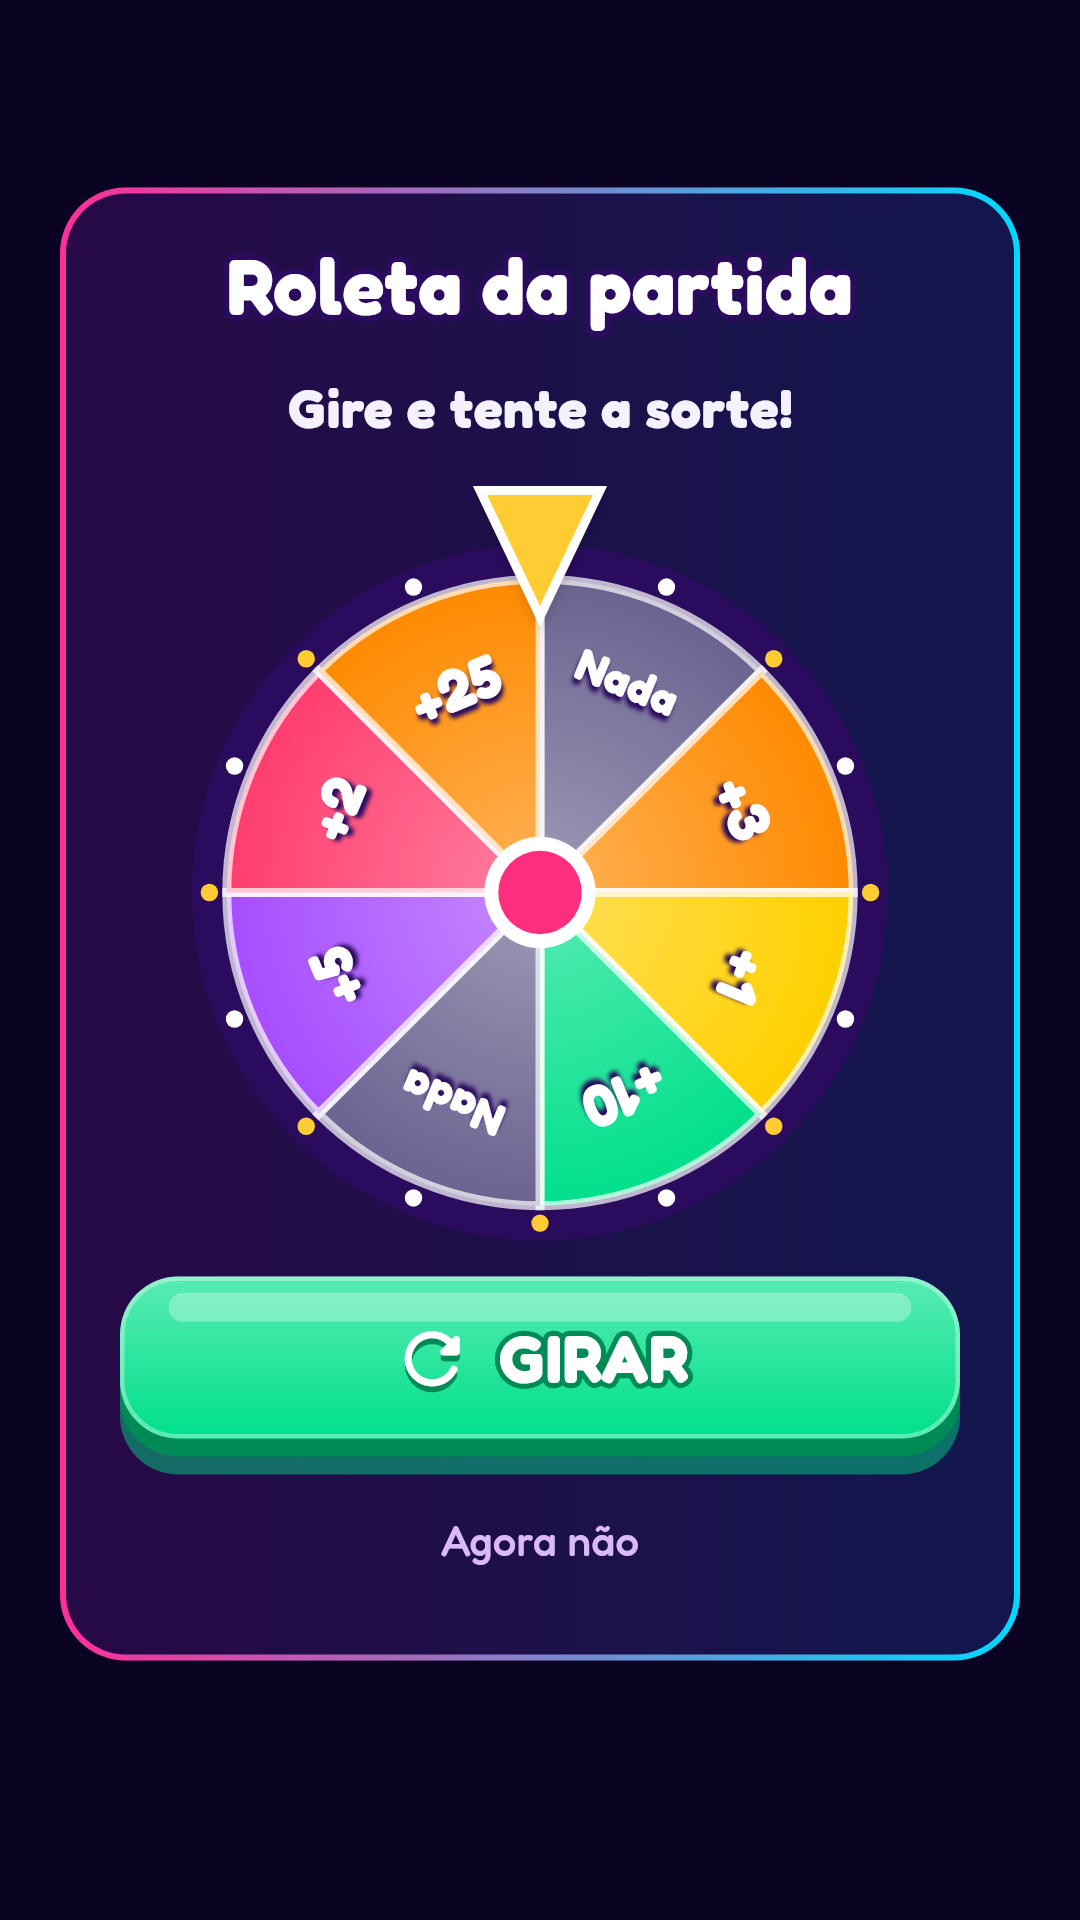 Roleta da partida
Gire e tente a sorte!
Nada
+3
+1
+10
Nada
+5
+2
+25
GIRAR
Agora não